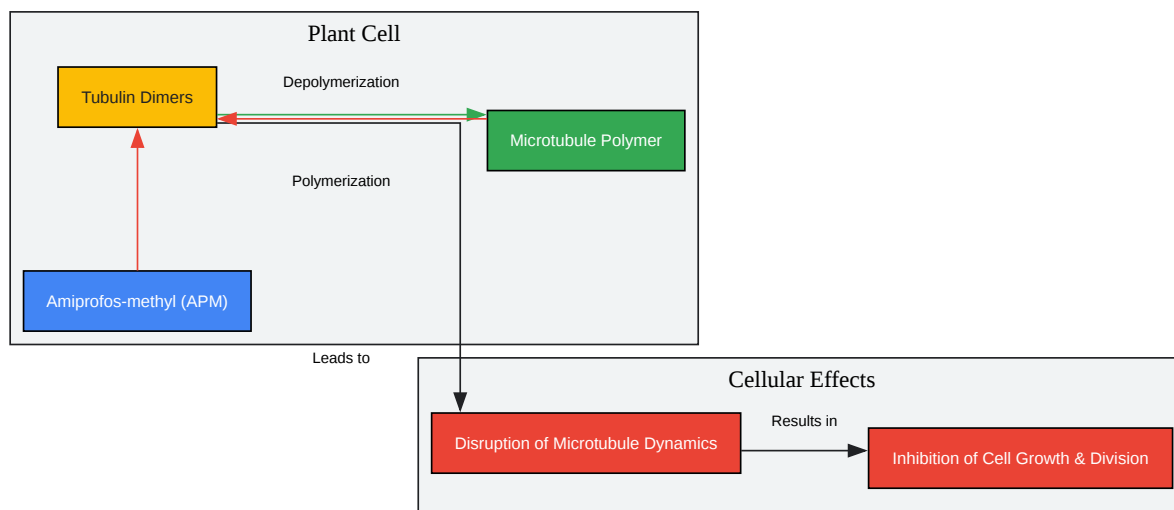 Plant Cell
Tubulin Dimers
Depolymerization
Microtubule Polymer
Polymerization
Amiprofos-methyl (APM)
Leads to
Cellular Effects
Disruption of Microtubule Dynamics
Results in
Inhibition of Cell Growth & Division